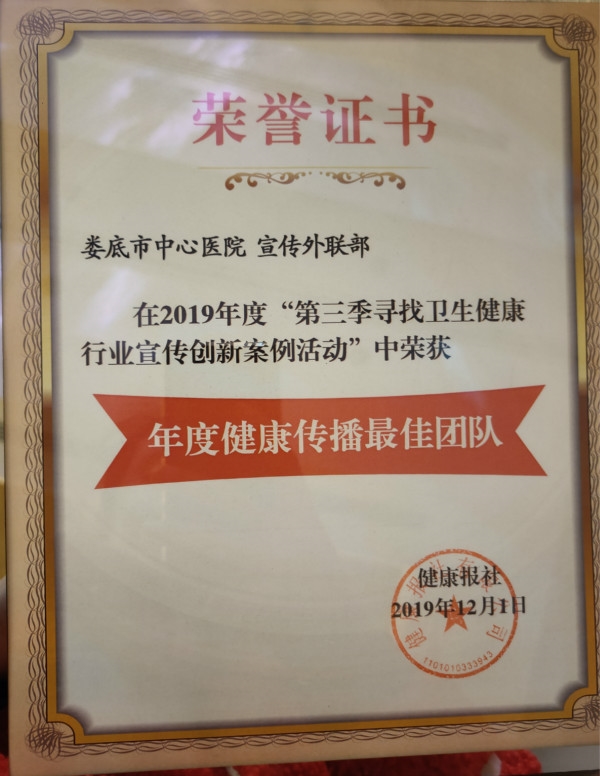 荣誉证书
娄底市中心医院 宣传外联部
在2019年度“第三季寻找卫生健康
行业宣传创新案例活动”中荣获
年度健康传播最佳团队
健康报社
2019年12月1日